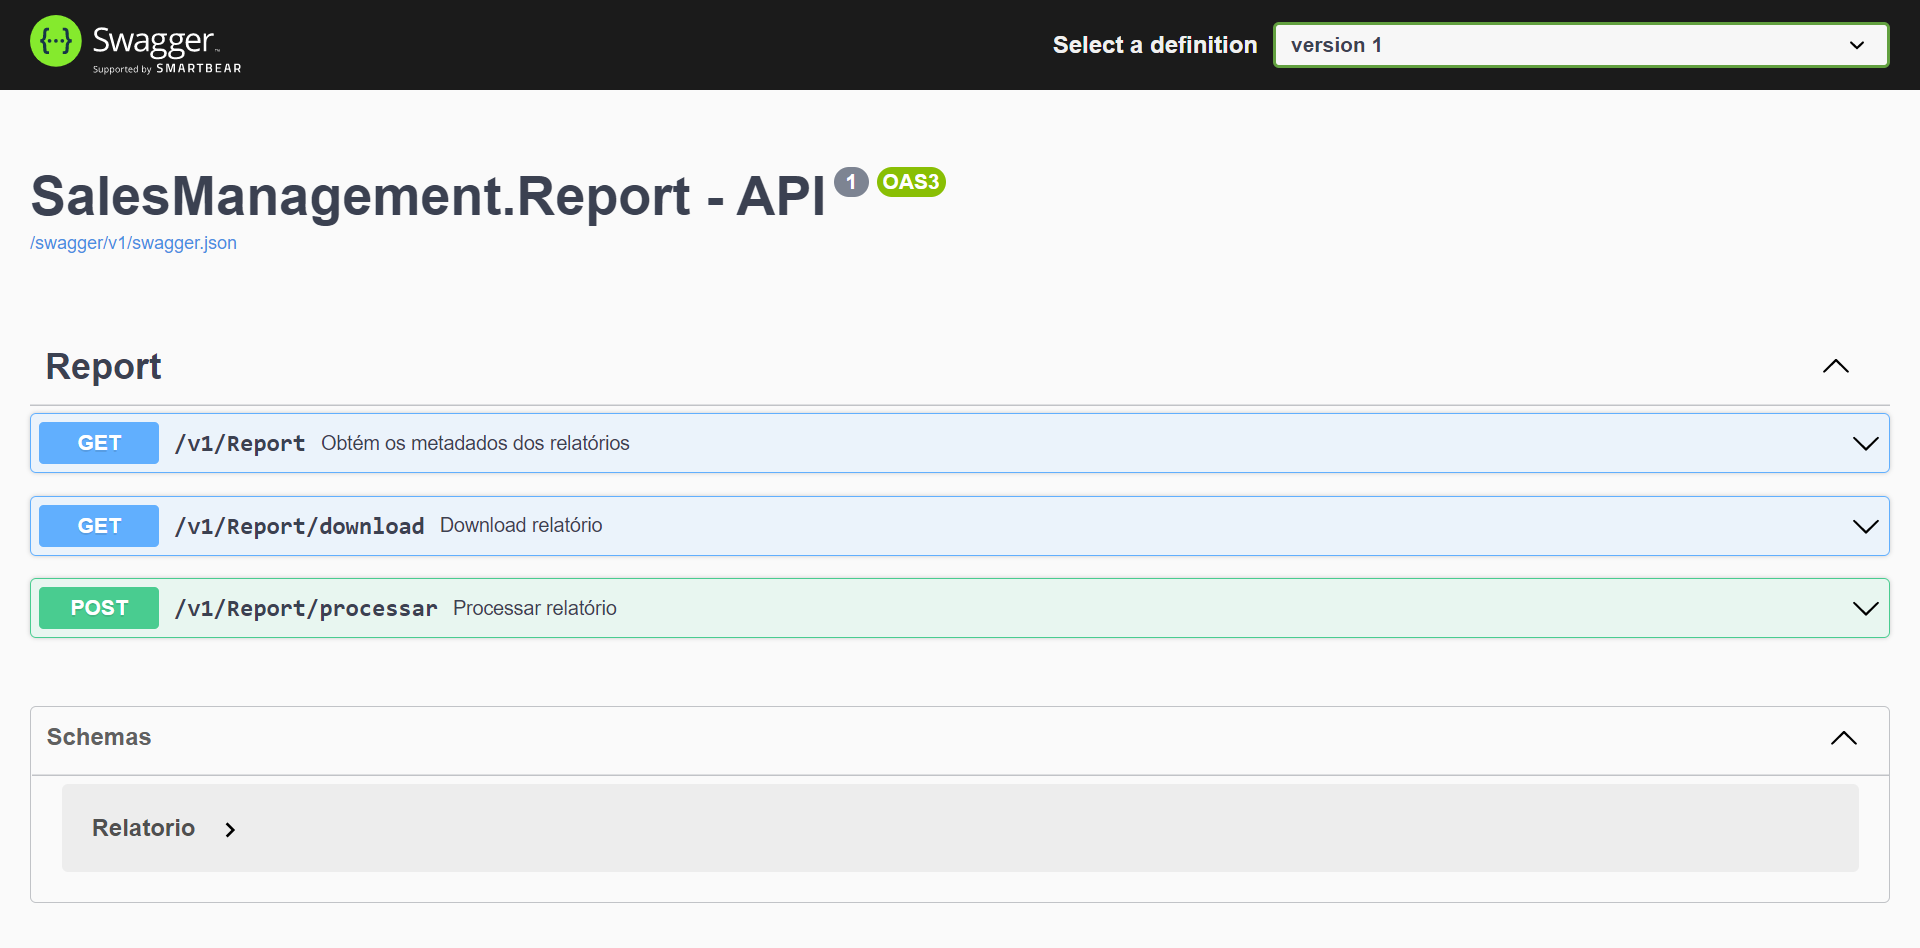 {···} Swagger™
Supported by SMARTBEAR
Select a definition
version 1
SalesManagement.Report - API 1 OAS3
/swagger/v1/swagger.json
Report
GET /v1/Report Obtém os metadados dos relatórios
GET /v1/Report/download Download relatório
POST /v1/Report/processar Processar relatório
Schemas
Relatorio